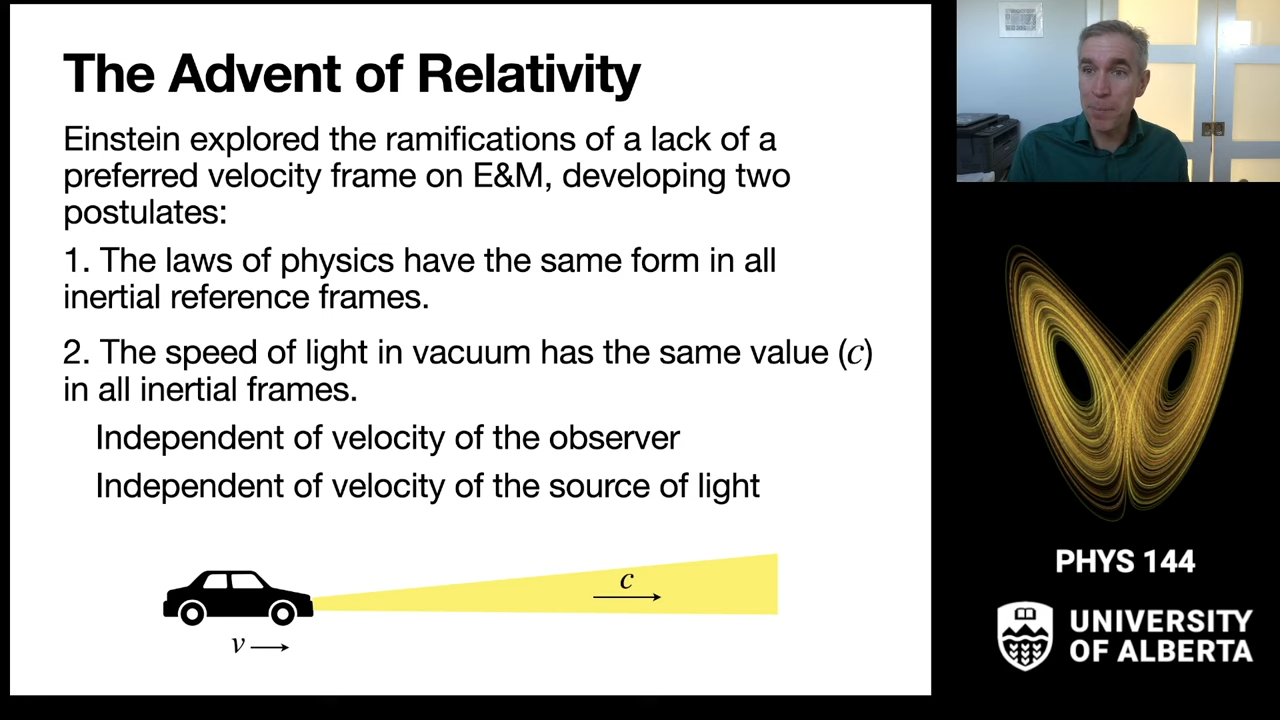 The Advent of Relativity
Einstein explored the ramifications of a lack of a
preferred velocity frame on E&M, developing two
postulates:
1. The laws of physics have the same form in all
inertial reference frames.
2. The speed of light in vacuum has the same value (c)
in all inertial frames.
Independent of velocity of the observer
Independent of velocity of the source of light
c
v
PHYS 144
UNIVERSITY
OF ALBERTA